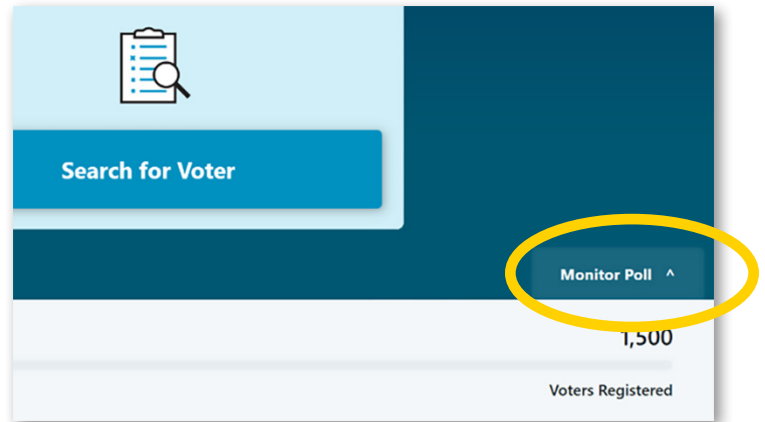 Search for Voter
Monitor Poll ^
1,500
Voters Registered